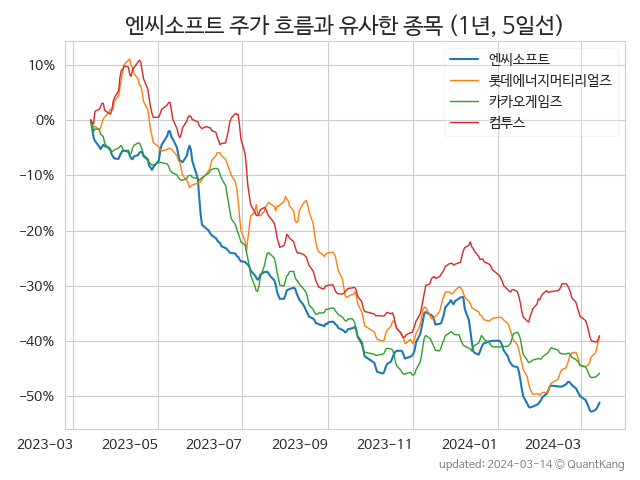 엔씨소프트 주가 흐름과 유사한 종목 (1년, 5일선)
엔씨소프트
롯데에너지머티리얼즈
카카오게임즈
컴투스
10%
0%
−10%
−20%
−30%
−40%
−50%
2023-03 2023-05 2023-07 2023-09 2023-11 2024-01 2024-03
updated: 2024-03-14 © QuantKang